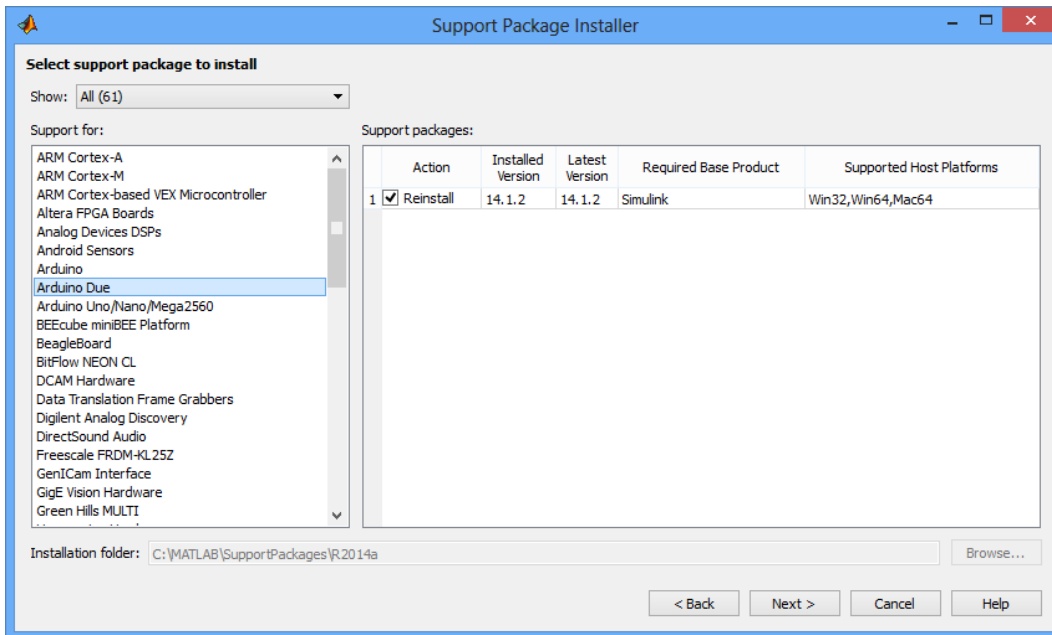 Support Package Installer
Select support package to install
Show: All (61)
Support for:
ARM Cortex-A
ARM Cortex-M
ARM Cortex-based VEX Microcontroller
Altera FPGA Boards
Analog Devices DSPs
Android Sensors
Arduino
Arduino Due
Arduino Uno/Nano/Mega2560
BEEcube miniBEE Platform
BeagleBoard
BitFlow NEON CL
DCAM Hardware
Data Translation Frame Grabbers
Digilent Analog Discovery
DirectSound Audio
Freescale FRDM-KL25Z
GenICam Interface
GigE Vision Hardware
Green Hills MULTI
Support packages:
Action Installed Version Latest Version Required Base Product Supported Host Platforms
1 Reinstall 14.1.2 14.1.2 Simulink Win32,Win64,Mac64
Installation folder: C:\MATLAB\SupportPackages\R2014a Browse...
< Back Next > Cancel Help